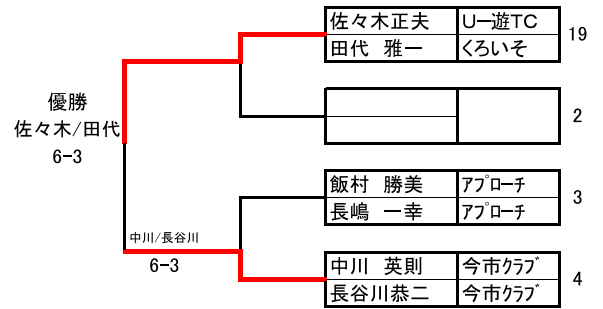 佐々木正夫 U一遊TC 19
田代 雅一 くろいそ
優勝
佐々木/田代
6-3
2
飯村 勝美 ｱﾌﾟﾛｰﾁ 3
長嶋 一幸 ｱﾌﾟﾛｰﾁ
中川/長谷川
6-3
中川 英則 今市ｸﾗﾌﾞ 4
長谷川恭二 今市ｸﾗﾌﾞ